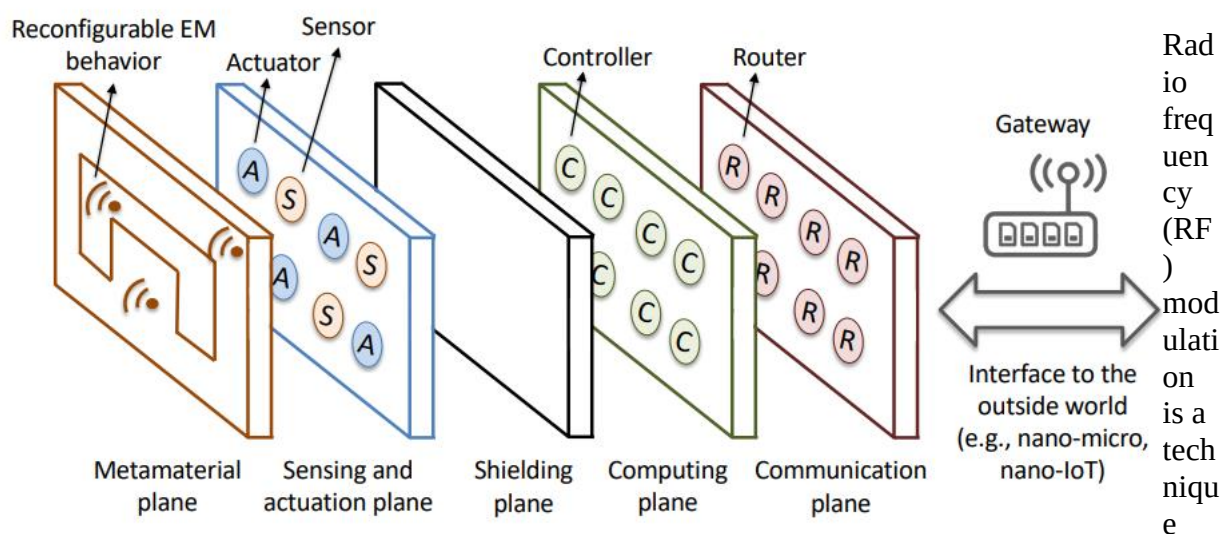 Reconfigurable EM
behavior
Actuator
Sensor
Controller
Router
Gateway
A
S
A
S
A
S
A
C
C
C
C
C
C
C
R
R
R
R
R
R
R
Interface to the
outside world
(e.g., nano-micro,
nano-IoT)
Metamaterial
plane
Sensing and
actuation plane
Shielding
plane
Computing
plane
Communication
plane
Rad
io
freq
uen
cy
(RF
)
mod
ulati
on
is a
tech
niqu
e